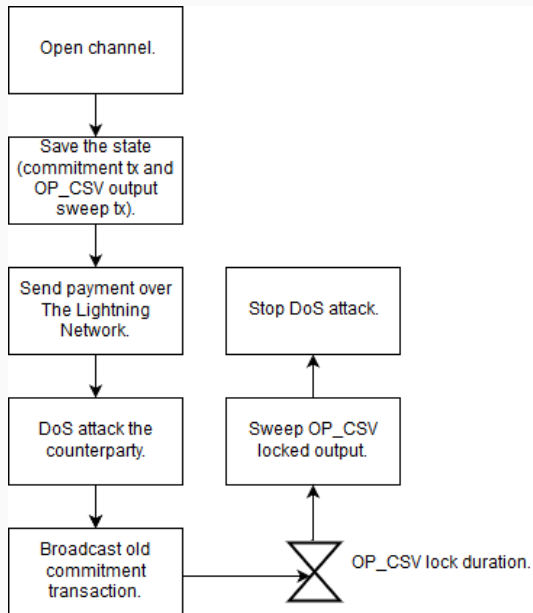 Open channel.
Save the state
(commitment tx and
OP_CSV output
sweep tx).
Send payment over
The Lightning
Network.
DoS attack the
counterparty.
Broadcast old
commitment
transaction.
OP_CSV lock duration.
Sweep OP_CSV
locked output.
Stop DoS attack.